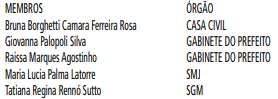 MEMBROS ÓRGÃO
Bruna Borghetti Camara Ferreira Rosa CASA CIVIL
Giovanna Palopoli Silva GABINETE DO PREFEITO
Raissa Marques Agostinho GABINETE DO PREFEITO
Maria Lucia Palma Latorre SMJ
Tatiana Regina Rennó Sutto SGM